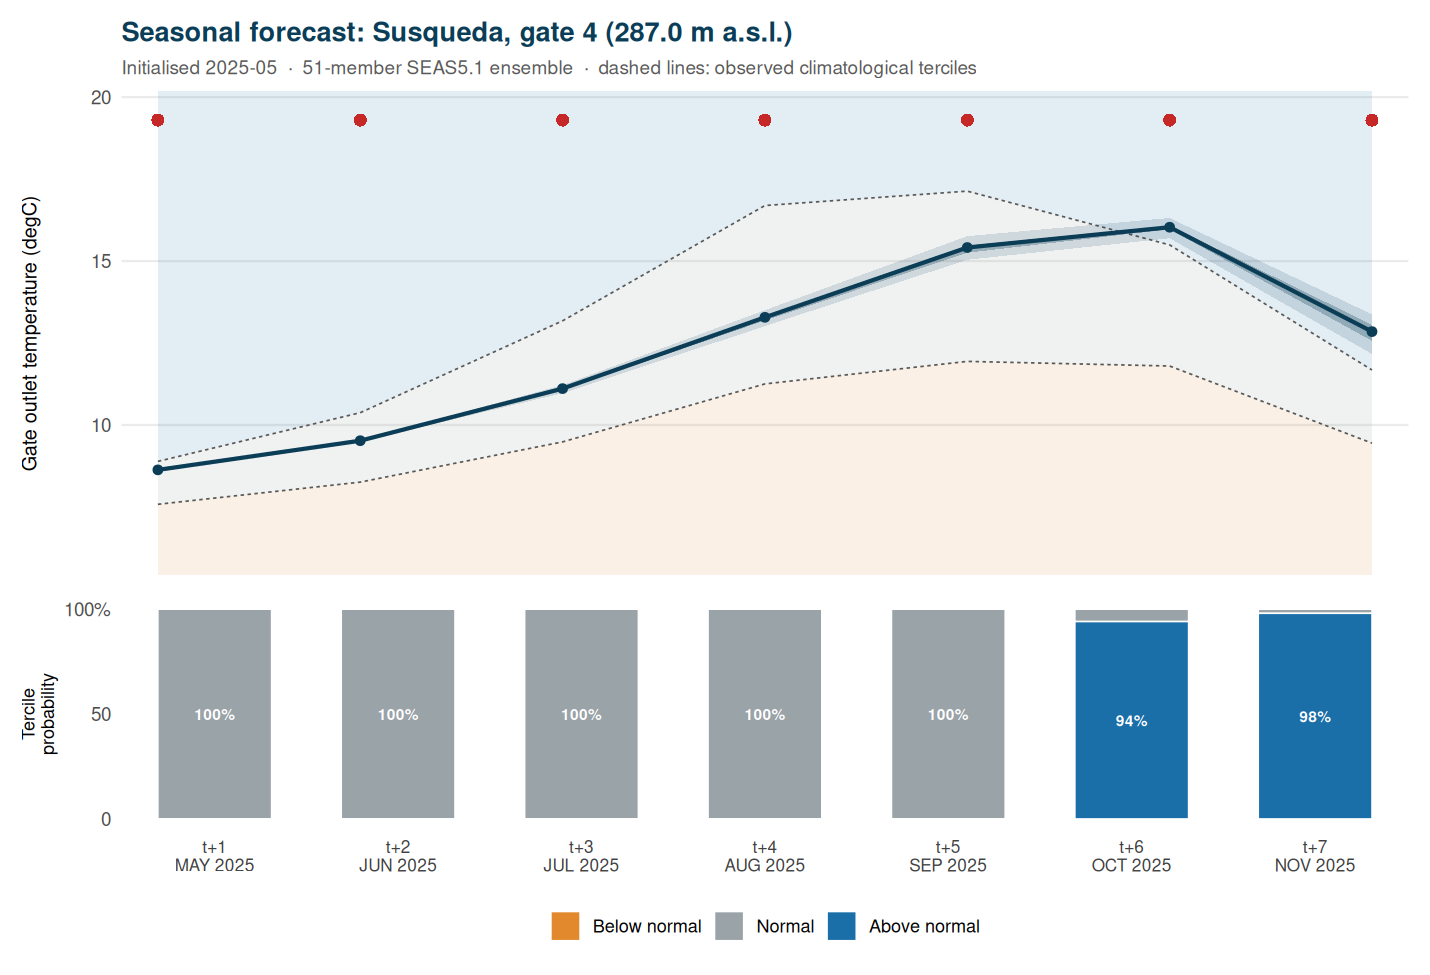 Seasonal forecast: Susqueda, gate 4 (287.0 m a.s.l.)
Initialised 2025-05 · 51-member SEAS5.1 ensemble · dashed lines: observed climatological terciles
20
15
10
Gate outlet temperature (degC)
100%
50
0
Tercile
probability
100%
100%
100%
100%
100%
94%
98%
t+1
MAY 2025
t+2
JUN 2025
t+3
JUL 2025
t+4
AUG 2025
t+5
SEP 2025
t+6
OCT 2025
t+7
NOV 2025
Below normal
Normal
Above normal